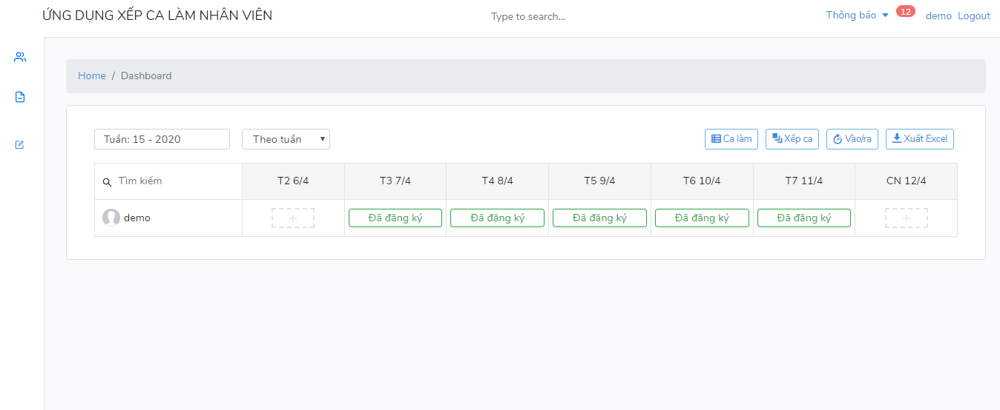 ỨNG DỤNG XẾP CA LÀM NHÂN VIÊN Type to search... Thông báo 12 demo Logout
Home / Dashboard
Tuần: 15 - 2020 Theo tuần Ca làm Xếp ca Vào/ra Xuất Excel
Tìm kiếm T2 6/4 T3 7/4 T4 8/4 T5 9/4 T6 10/4 T7 11/4 CN 12/4
demo + Đã đăng ký Đã đăng ký Đã đăng ký Đã đăng ký Đã đăng ký +